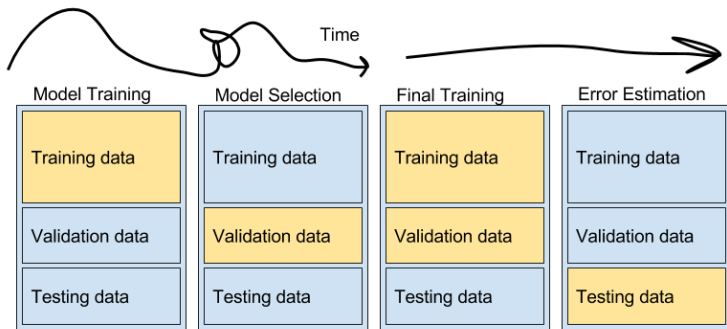 Time
Model Training
Model Selection
Final Training
Error Estimation
Training data
Training data
Training data
Training data
Validation data
Validation data
Validation data
Validation data
Testing data
Testing data
Testing data
Testing data